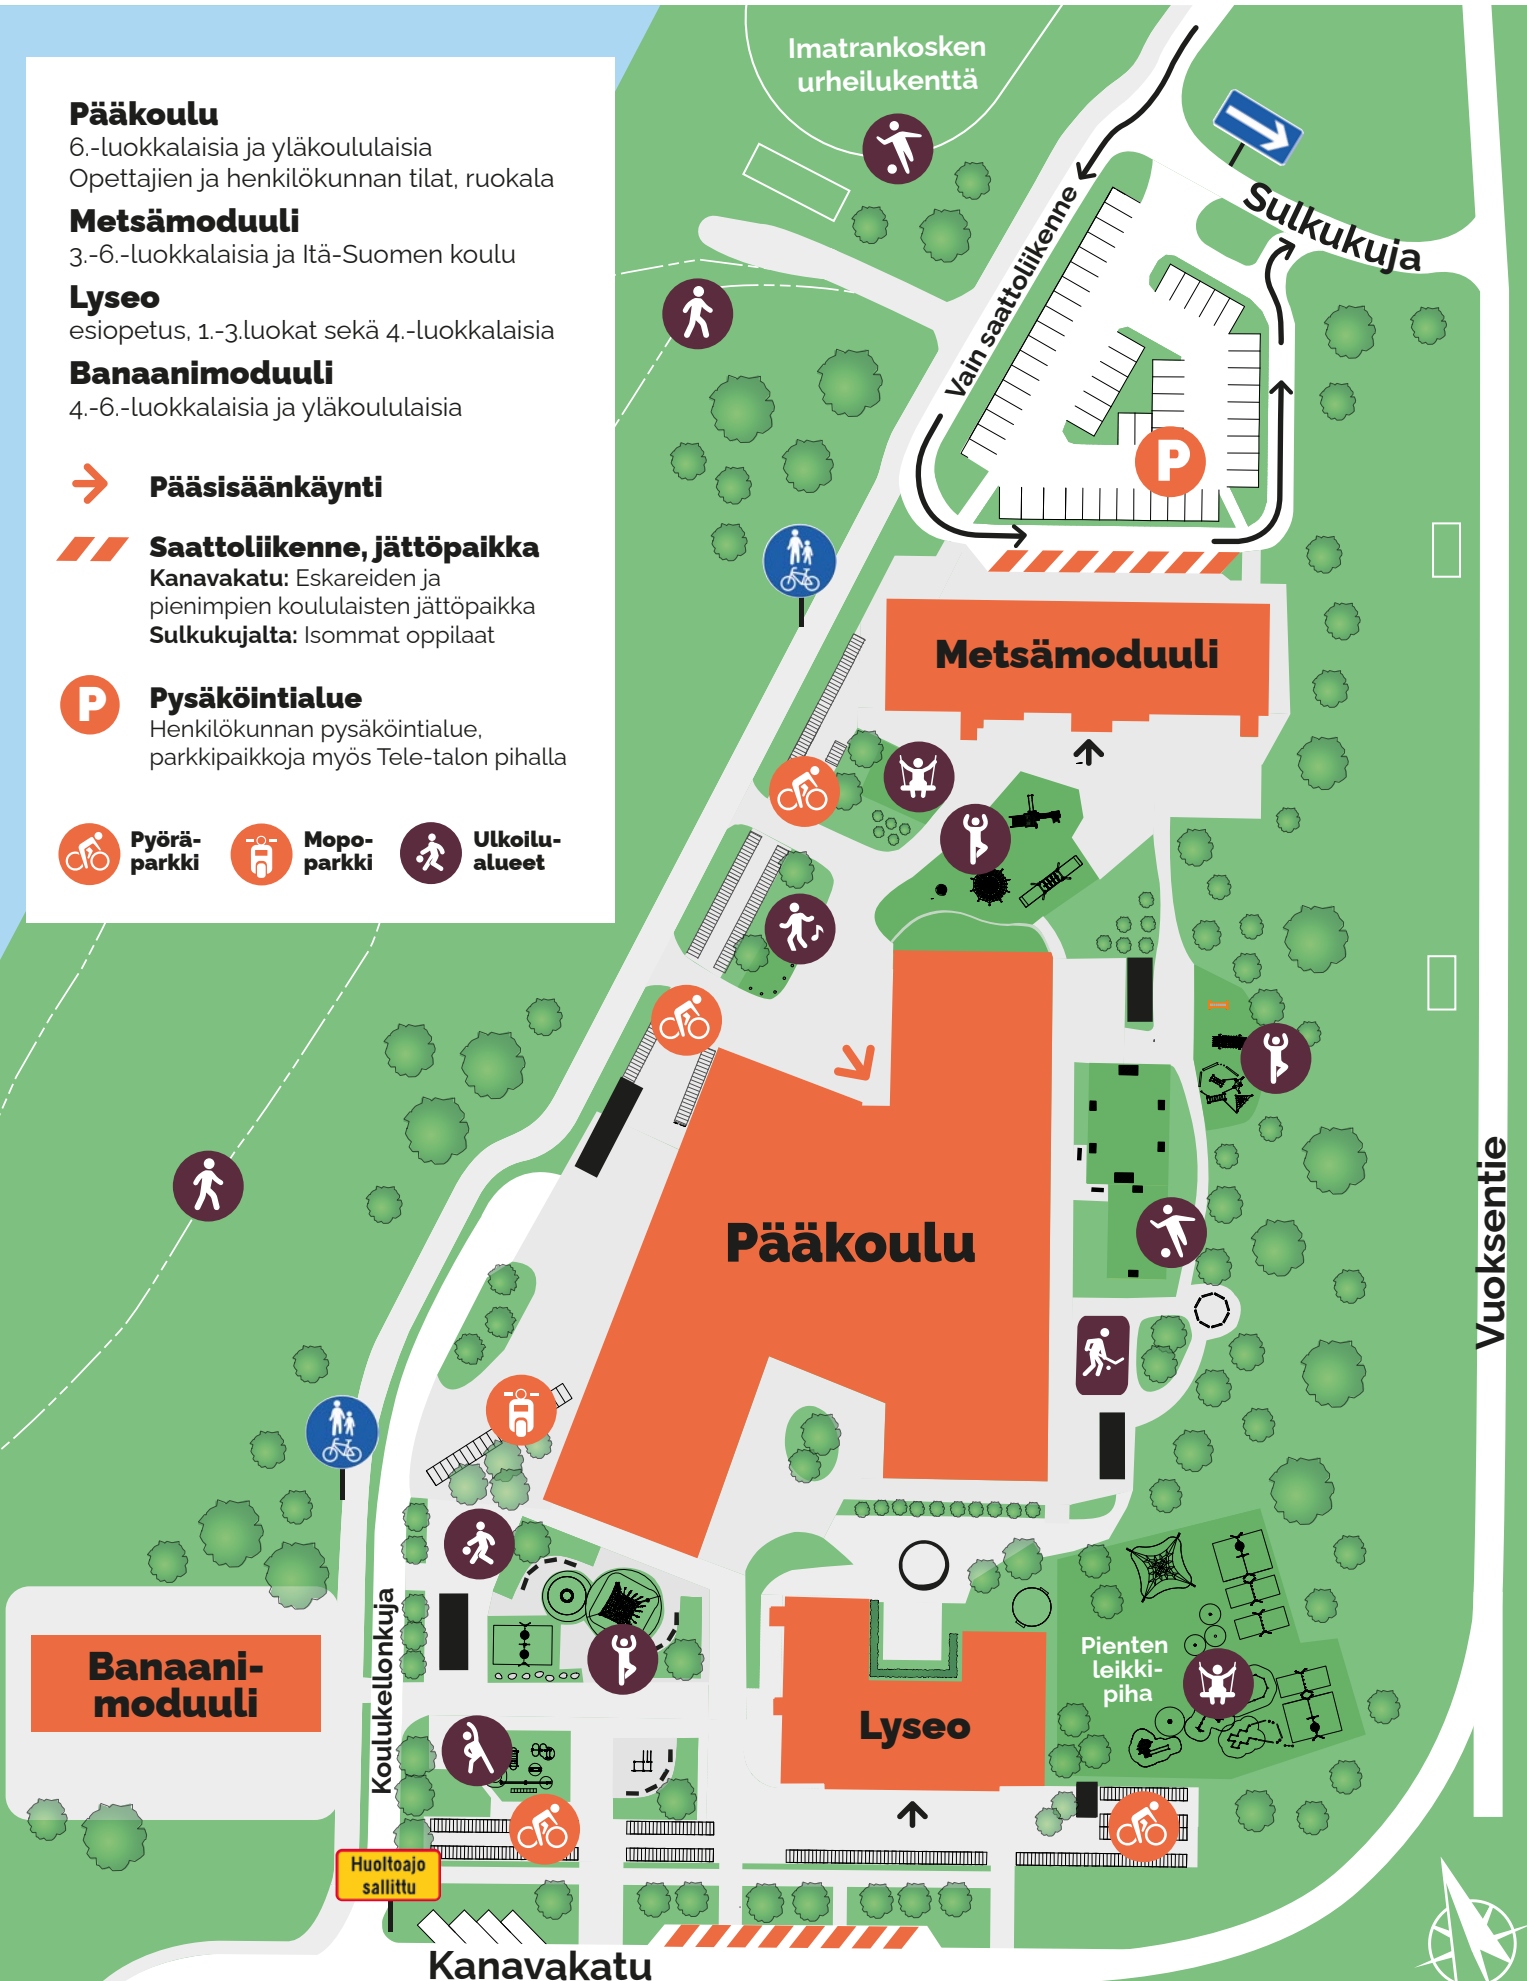 Pääkoulu
6.-luokkalaisia ja yläkoululaisia
Opettajien ja henkilökunnan tilat, ruokala
Metsämoduuli
3.-6.-luokkalaisia ja Itä-Suomen koulu
Lyseo
esiopetus, 1.-3.luokat sekä 4.-luokkalaisia
Banaanimoduuli
4.-6.-luokkalaisia ja yläkoululaisia
Pääsisäänkäynti
Saattoliikenne, jättöpaikka
Kanavakatu: Eskareiden ja
pienimpien koululaisten jättöpaikka
Sulkukujalta: Isommat oppilaat
P
Pysäköintialue
Henkilökunnan pysäköintialue,
parkkipaikkoja myös Tele-talon pihalla
Pyörä-
parkki
Mopo-
parkki
Ulkoilu-
alueet
Imatrankosken
urheilukenttä
Sulkukuja
Vain saattoliikenne
P
Metsämoduuli
Pääkoulu
Vuoksentie
Banaani-
moduuli
Koulukellonkuja
Pienten
leikki-
piha
Lyseo
Huoltoajo
sallittu
Kanavakatu